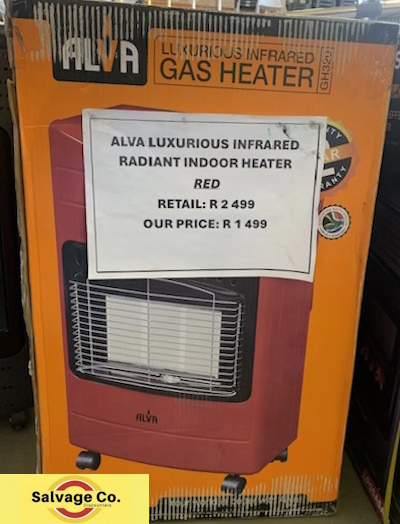 ALVA
LUXURIOUS INFRARED
GAS HEATER
GH320
ALVA LUXURIOUS INFRARED
RADIANT INDOOR HEATER
RED
RETAIL: R 2 499
OUR PRICE: R 1 499
ALVA
Salvage Co.
Discounters